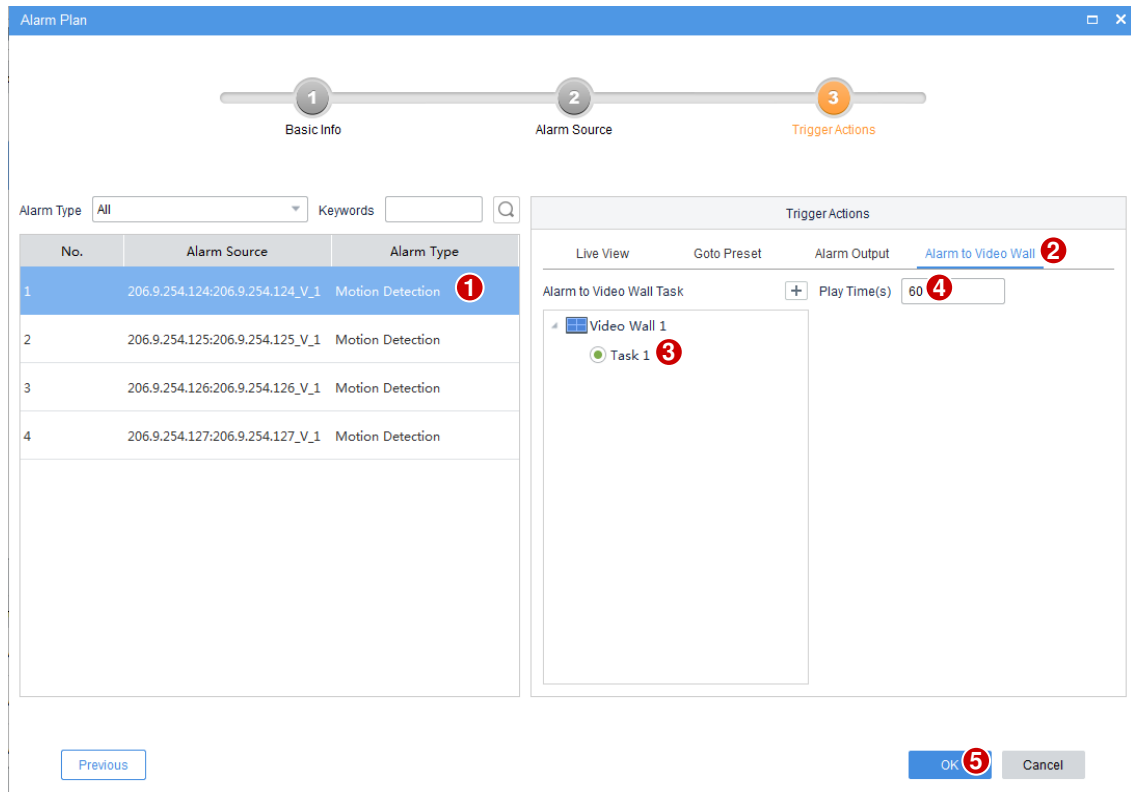 Alarm Plan
1 2 3
Basic Info Alarm Source Trigger Actions
Alarm Type All Keywords
No. Alarm Source Alarm Type
1 206.9.254.124:206.9.254.124_V_1 Motion Detection 1
2 206.9.254.125:206.9.254.125_V_1 Motion Detection
3 206.9.254.126:206.9.254.126_V_1 Motion Detection
4 206.9.254.127:206.9.254.127_V_1 Motion Detection
Trigger Actions
Live View Goto Preset Alarm Output Alarm to Video Wall 2
Alarm to Video Wall Task + Play Time(s) 60 4
Video Wall 1
Task 1 3
Previous OK 5 Cancel